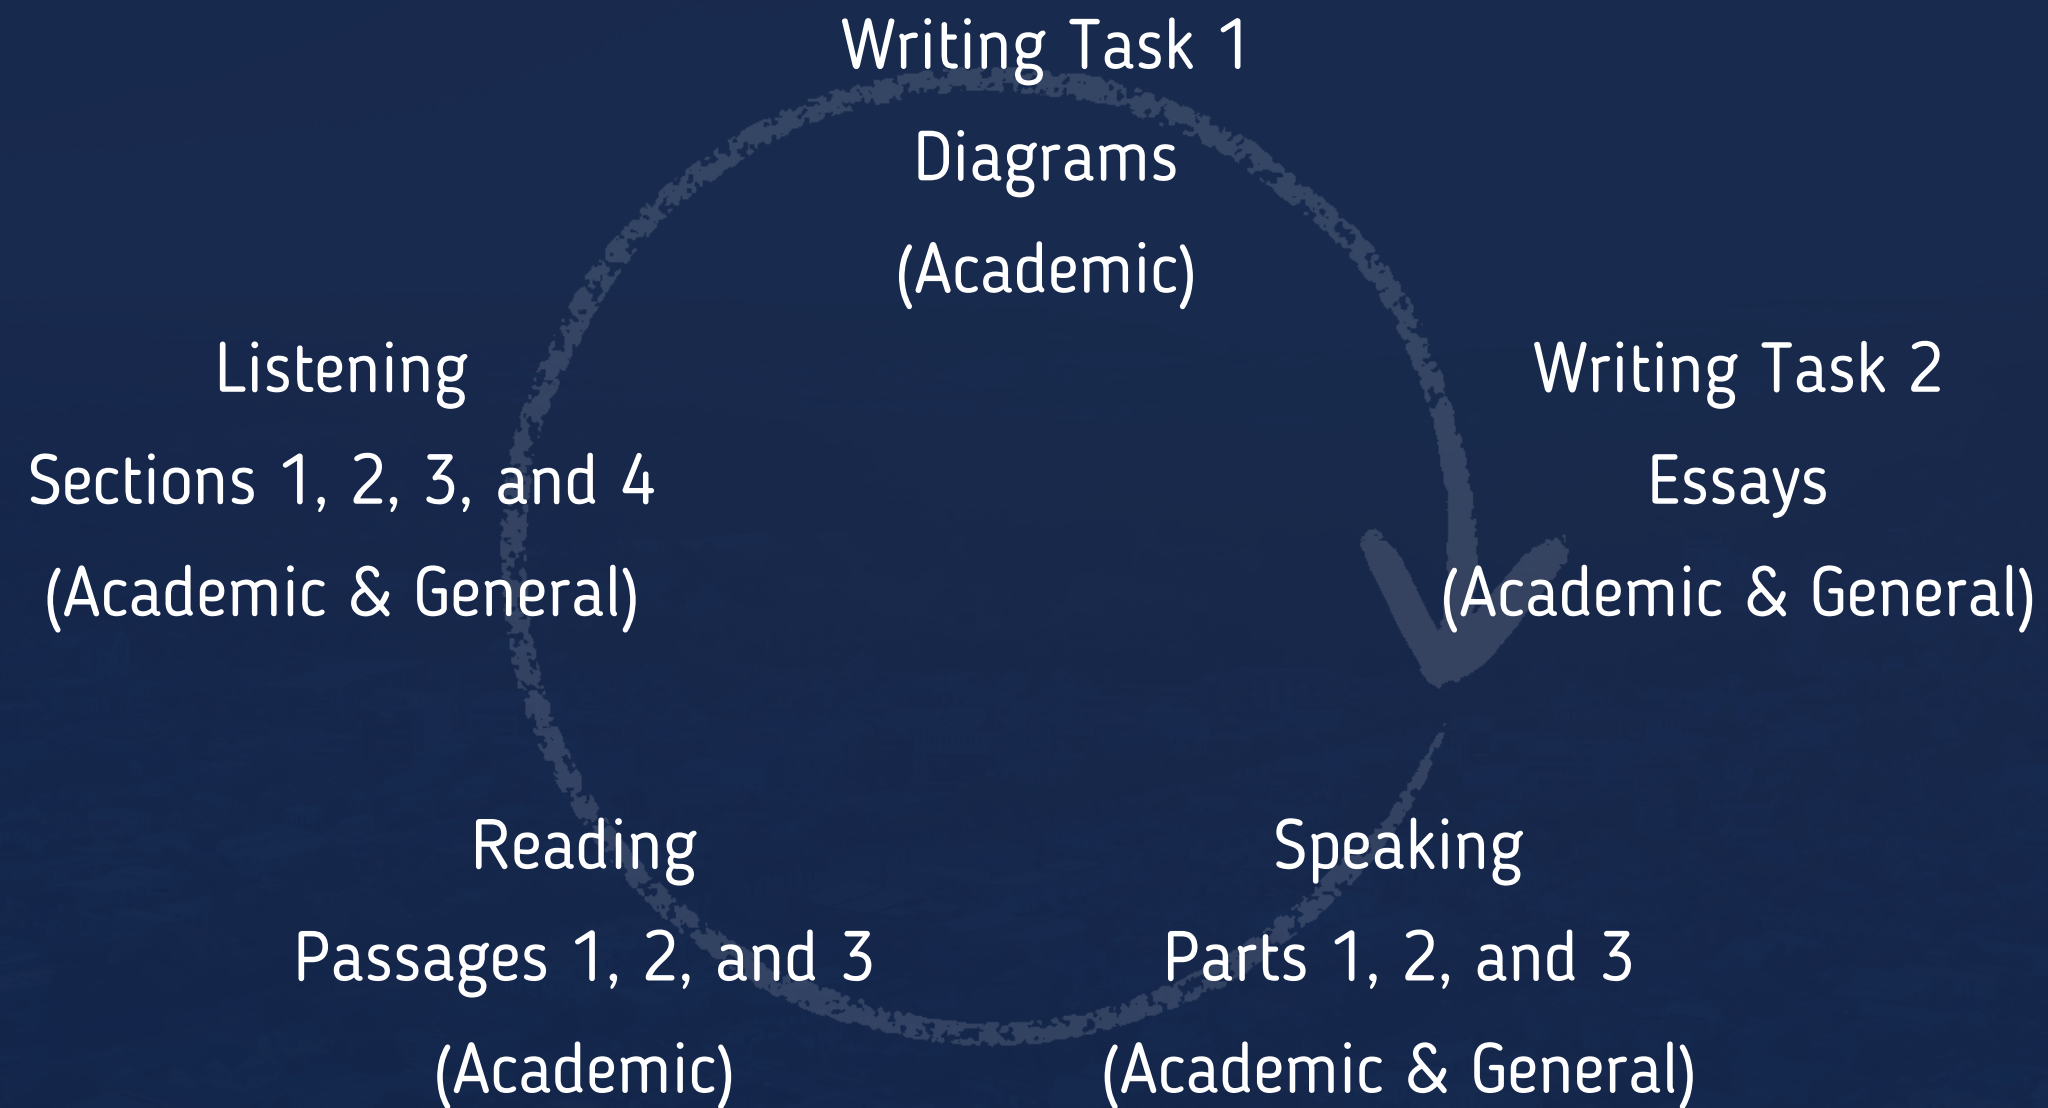 Writing Task 1
Diagrams
(Academic)
Writing Task 2
Essays
(Academic & General)
Speaking
Parts 1, 2, and 3
(Academic & General)
Reading
Passages 1, 2, and 3
(Academic)
Listening
Sections 1, 2, 3, and 4
(Academic & General)